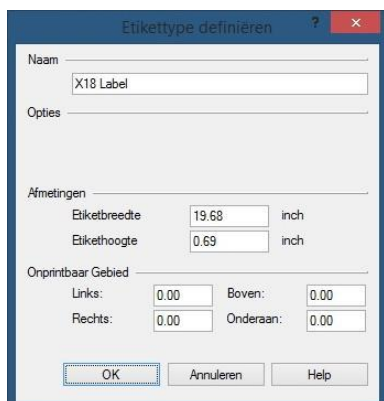 Etikettype definiëren ?
Naam
X18 Label
Opties
Afmetingen
Etiketbreedte 19.68 inch
Etikethoogte 0.69 inch
Onprintbaar Gebied
Links: 0.00 Boven: 0.00
Rechts: 0.00 Onderaan: 0.00
OK Annuleren Help